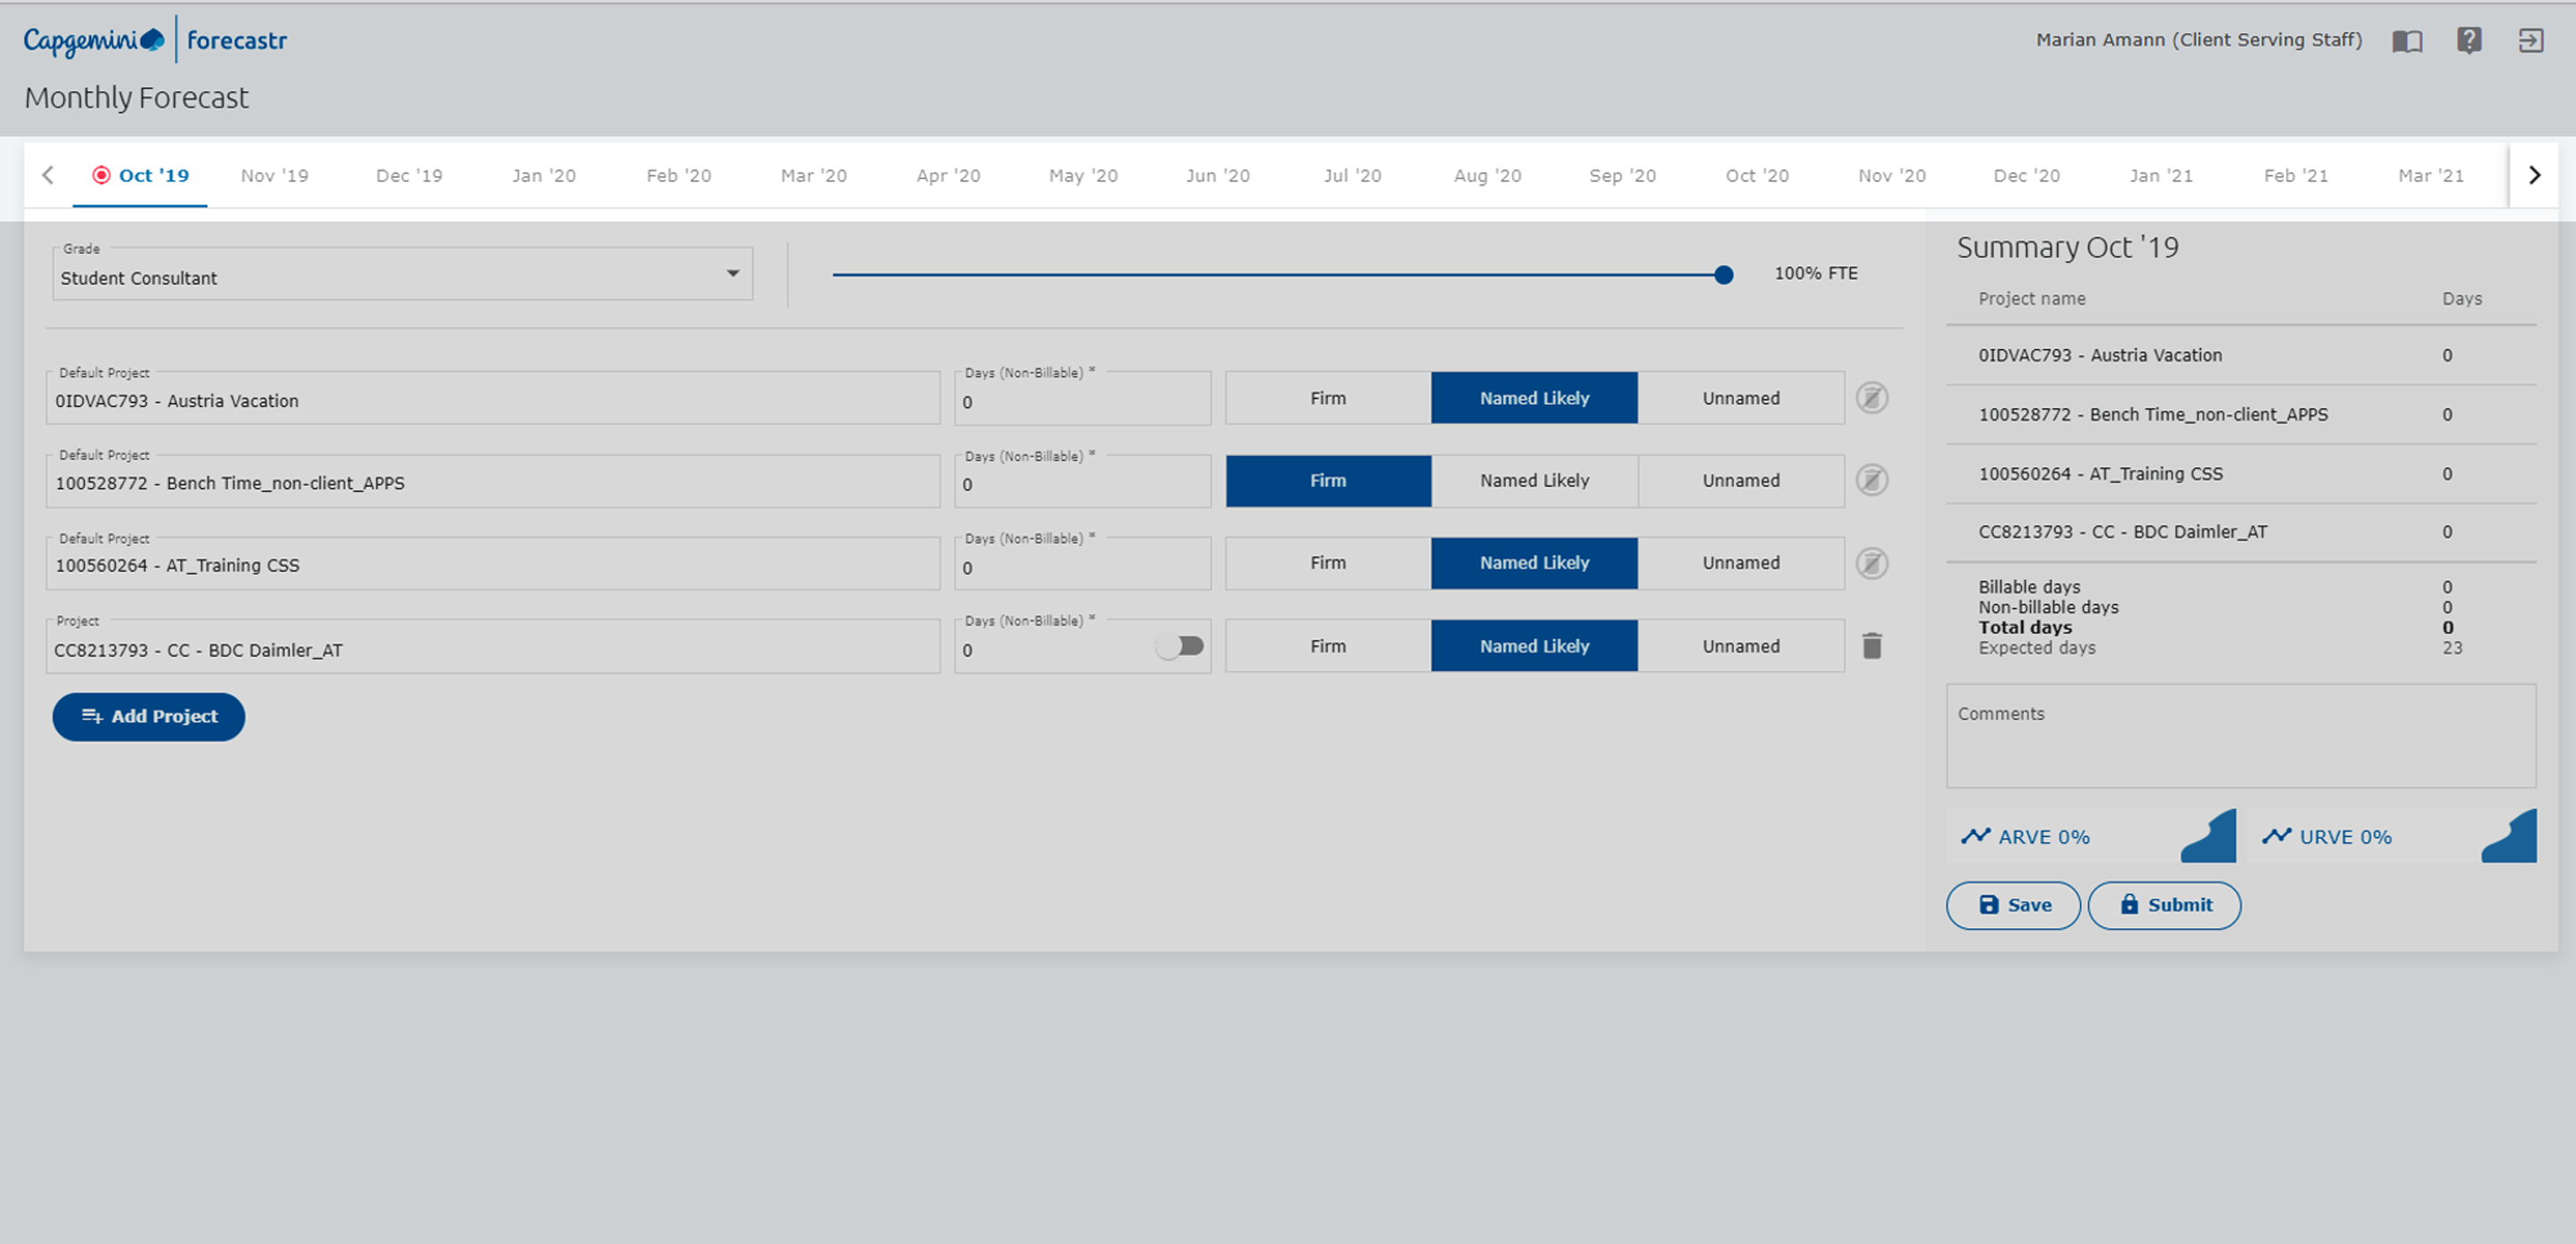 Capgemini forecastr
Marian Amann (Client Serving Staff)
Monthly Forecast
Oct '19 Nov '19 Dec '19 Jan '20 Feb '20 Mar '20 Apr '20 May '20 Jun '20 Jul '20 Aug '20 Sep '20 Oct '20 Nov '20 Dec '20 Jan '21 Feb '21 Mar '21
Grade
Student Consultant
100% FTE
Default Project
0IDVAC793 - Austria Vacation
Days (Non-Billable) *
0
Firm Named Likely Unnamed
Default Project
100528772 - Bench Time_non-client_APPS
Days (Non-Billable) *
0
Firm Named Likely Unnamed
Default Project
100560264 - AT_Training CSS
Days (Non-Billable) *
0
Firm Named Likely Unnamed
Project
CC8213793 - CC - BDC Daimler_AT
Days (Non-Billable) *
0
Firm Named Likely Unnamed
Add Project
Summary Oct '19
Project name Days
0IDVAC793 - Austria Vacation 0
100528772 - Bench Time_non-client_APPS 0
100560264 - AT_Training CSS 0
CC8213793 - CC - BDC Daimler_AT 0
Billable days 0
Non-billable days 0
Total days 0
Expected days 23
Comments
ARVE 0% URVE 0%
Save Submit